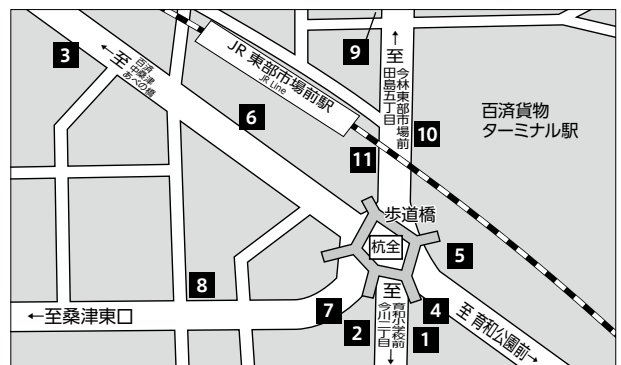 3
← 至 百済 中桑津 あべの橋
JR 東部市場前駅
JR Line
9
↑ 至 今林東部市場前 田島五丁目
百済貨物
ターミナル駅
6
10
11
歩道橋
杭全
5
8
←至桑津東口
7
2
至 育和小学校前 今川二丁目 ↓
4
1
至 育和公園前→